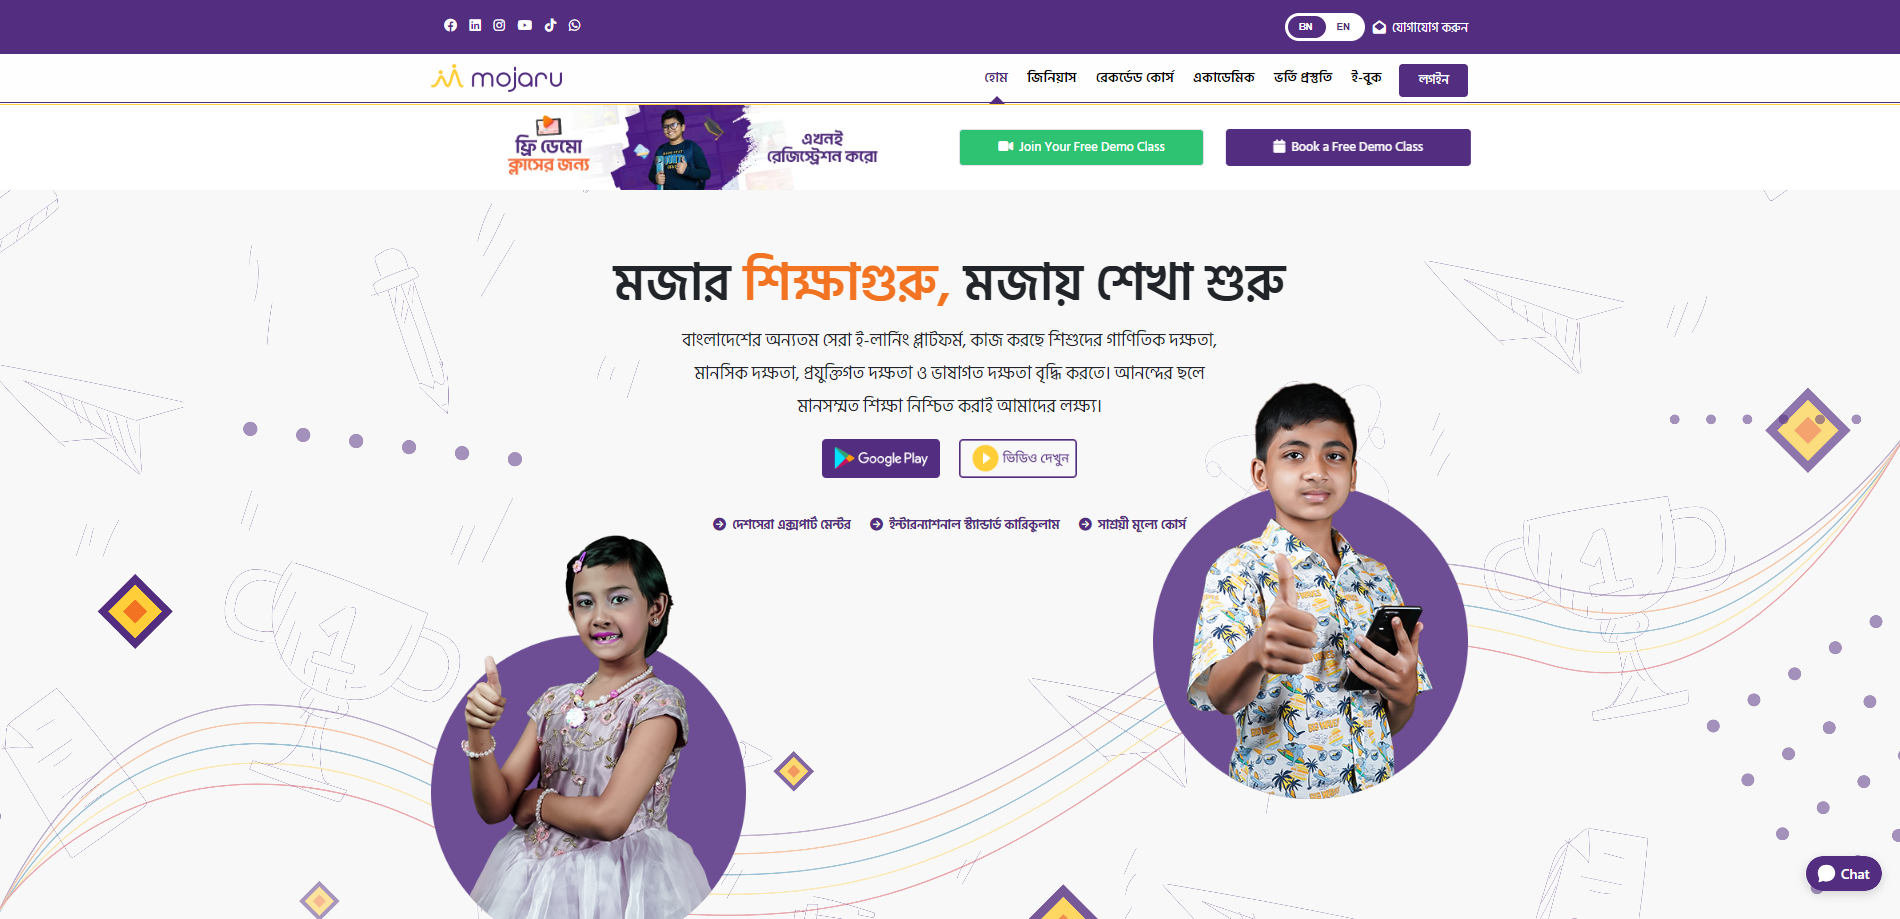 BN EN যোগাযোগ করুন
mojaru
হোম জিনিয়াস রেকর্ডেড কোর্স একাডেমিক ভর্তি প্রস্তুতি ই-বুক লগইন
ফ্রি ডেমো
ক্লাসের জন্য
এখনই
রেজিস্ট্রেশন করো
Join Your Free Demo Class
Book a Free Demo Class
মজার শিক্ষাগুরু, মজায় শেখা শুরু
বাংলাদেশের অন্যতম সেরা ই-লার্নিং প্লাটফর্ম, কাজ করছে শিশুদের গাণিতিক দক্ষতা,
মানসিক দক্ষতা, প্রযুক্তিগত দক্ষতা ও ভাষাগত দক্ষতা বৃদ্ধি করতে। আনন্দের ছলে
মানসম্মত শিক্ষা নিশ্চিত করাই আমাদের লক্ষ্য।
Google Play
ভিডিও দেখুন
দেশসেরা এক্সপার্ট মেন্টর ইন্টারন্যাশনাল স্ট্যান্ডার্ড কারিকুলাম সাশ্রয়ী মূল্যে কোর্স
1
1
Chat